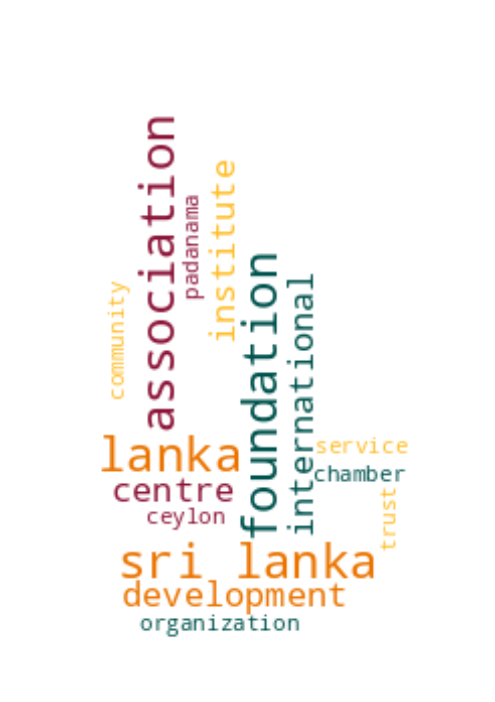 association
padanama
institute
community
foundation
international
lanka
service
centre
chamber
ceylon
trust
sri lanka
development
organization